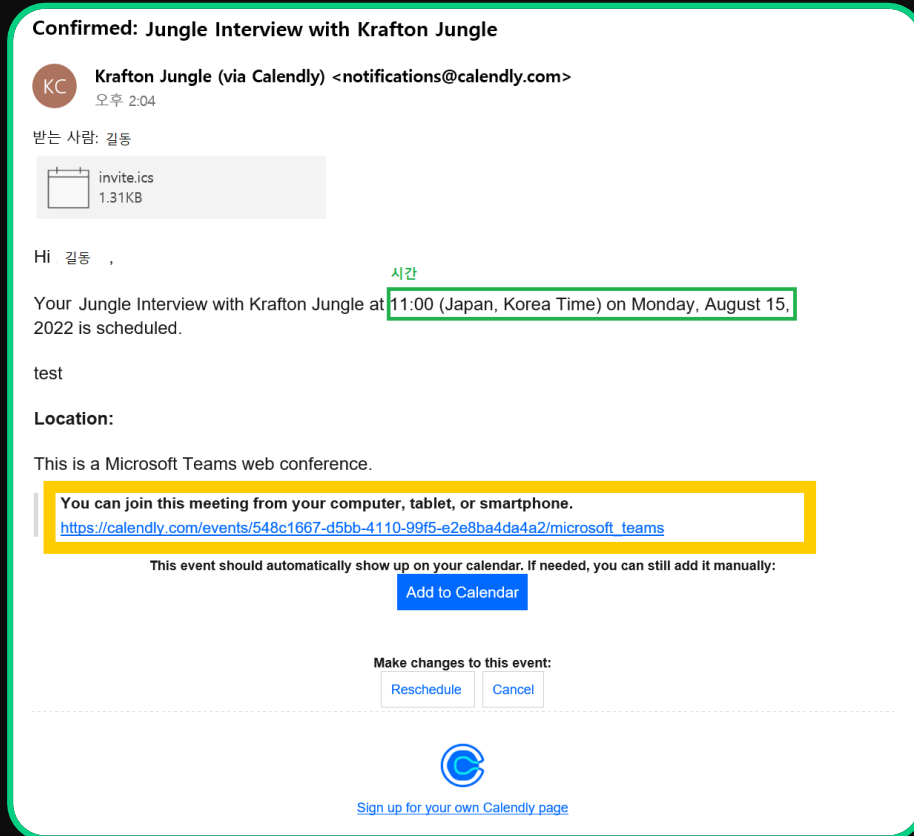 Confirmed: Jungle Interview with Krafton Jungle
KC
Krafton Jungle (via Calendly) <notifications@calendly.com>
오후 2:04
받는 사람: 길동
invite.ics
1.31KB
Hi 길동 ,
시간
Your Jungle Interview with Krafton Jungle at 11:00 (Japan, Korea Time) on Monday, August 15,
2022 is scheduled.
test
Location:
This is a Microsoft Teams web conference.
You can join this meeting from your computer, tablet, or smartphone.
https://calendly.com/events/548c1667-d5bb-4110-99f5-e2e8ba4da4a2/microsoft_teams
This event should automatically show up on your calendar. If needed, you can still add it manually:
Add to Calendar
Make changes to this event:
Reschedule Cancel
Sign up for your own Calendly page